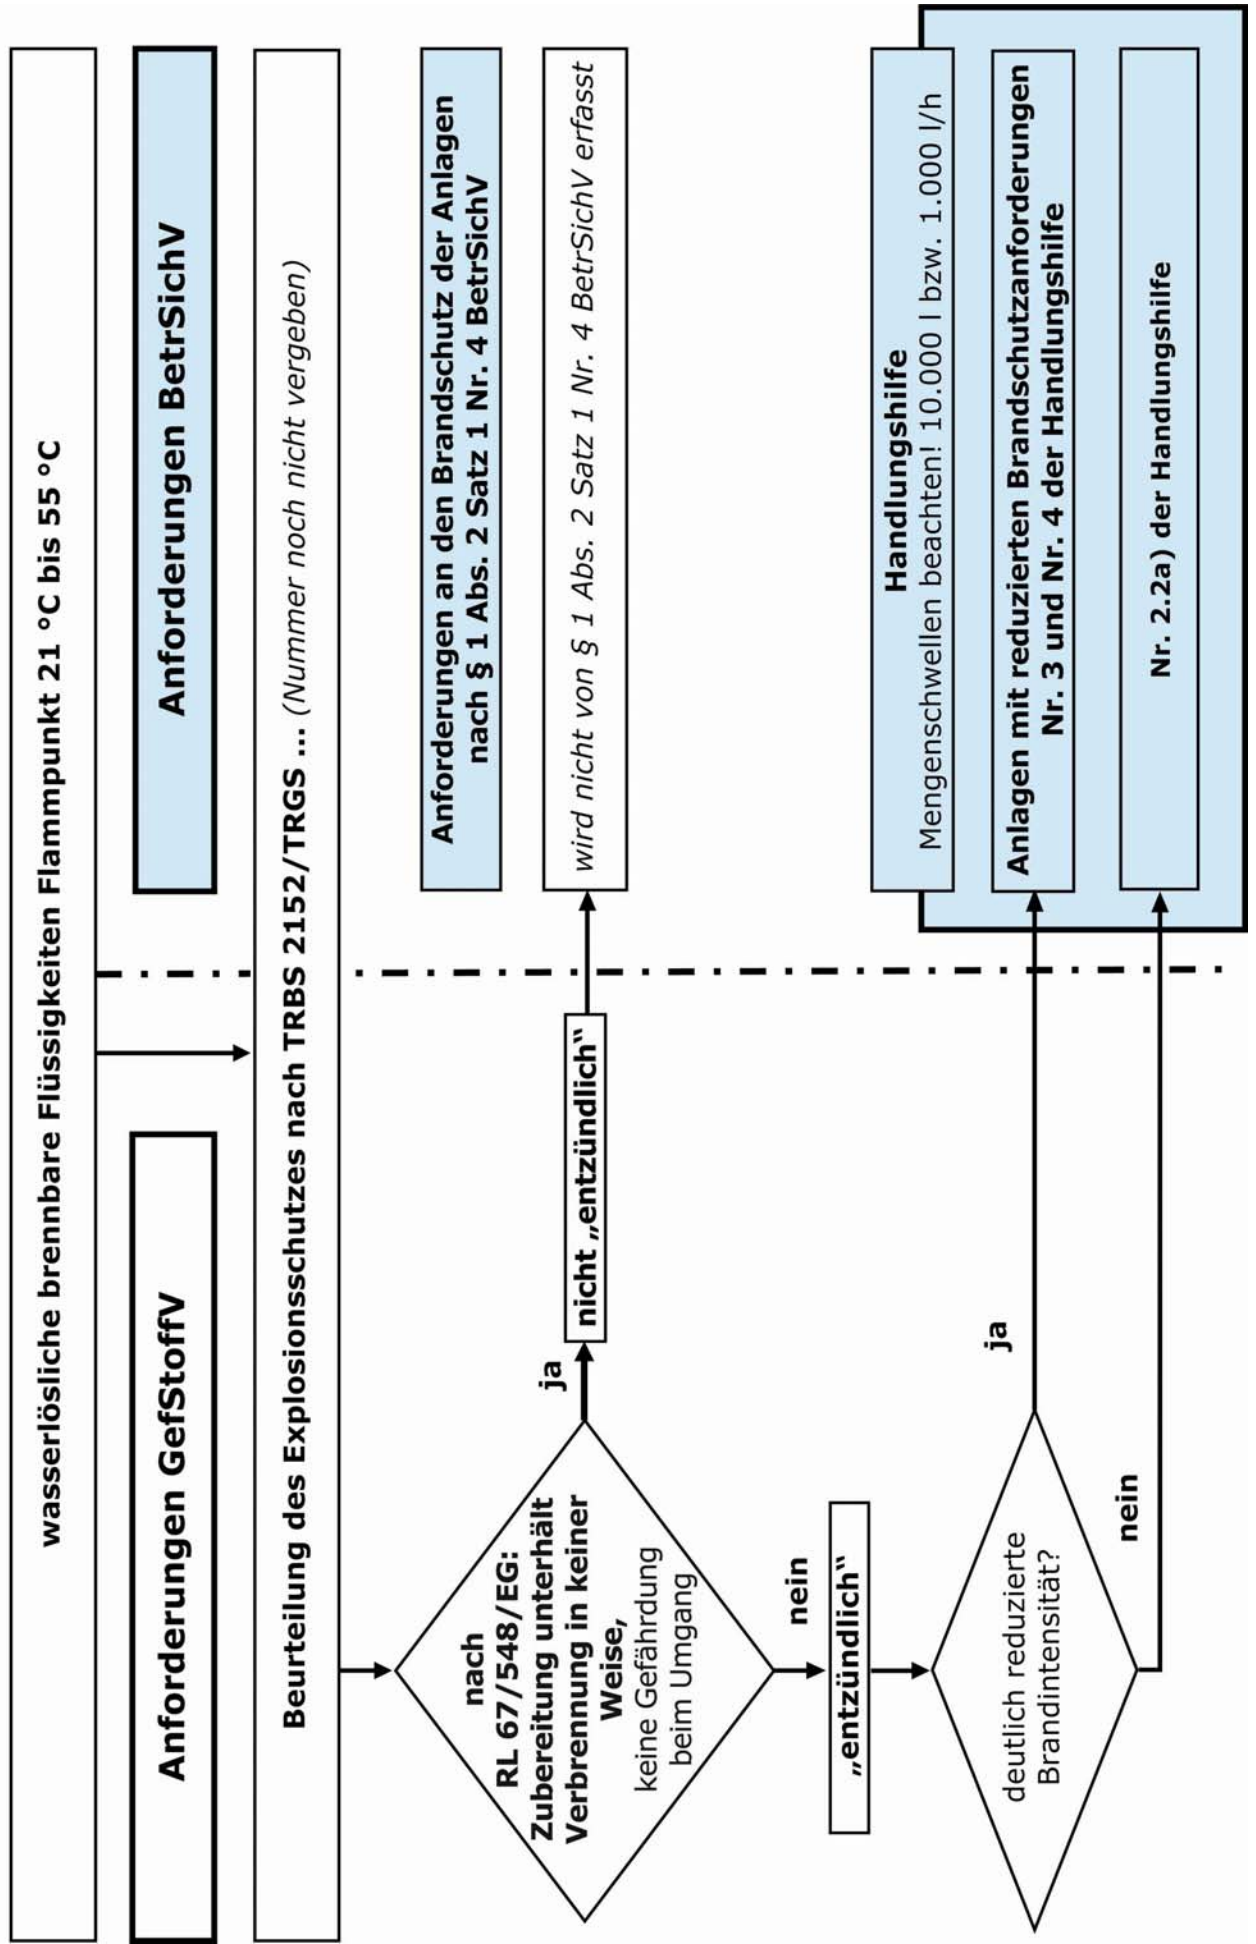 wasserlösliche brennbare Flüssigkeiten Flammpunkt 21 °C bis 55 °C
Anforderungen GefStoffV
Anforderungen BetrSichV
Beurteilung des Explosionsschutzes nach TRBS 2152/TRGS ... (Nummer noch nicht vergeben)
Anforderungen an den Brandschutz der Anlagen
nach § 1 Abs. 2 Satz 1 Nr. 4 BetrSichV
nach
RL 67/548/EG:
Zubereitung unterhält
Verbrennung in keiner
Weise,
keine Gefährdung
beim Umgang
ja
nicht „entzündlich“
wird nicht von § 1 Abs. 2 Satz 1 Nr. 4 BetrSichV erfasst
nein
„entzündlich“
Handlungshilfe
Mengenschwellen beachten! 10.000 l bzw. 1.000 l/h
deutlich reduzierte
Brandintensität?
ja
Anlagen mit reduzierten Brandschutzanforderungen
Nr. 3 und Nr. 4 der Handlungshilfe
nein
Nr. 2.2a) der Handlungshilfe